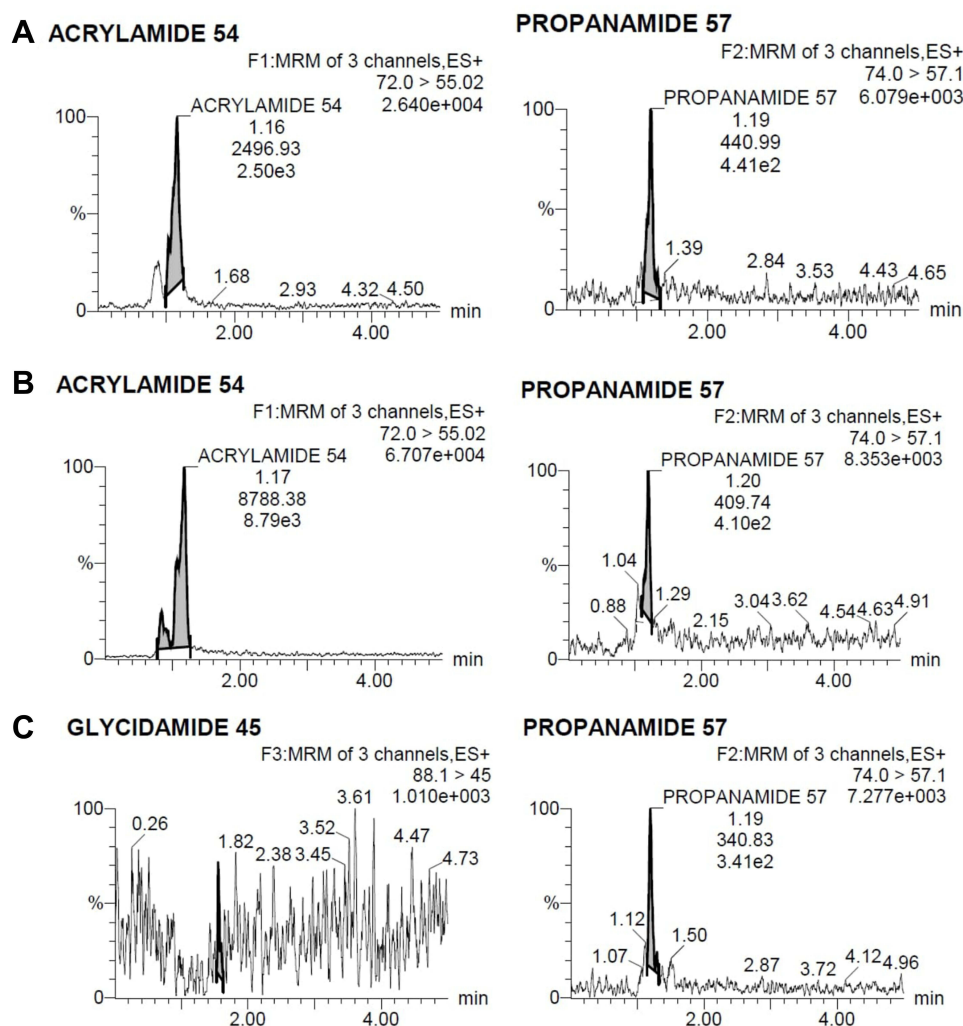 A ACRYLAMIDE 54
F1:MRM of 3 channels,ES+
72.0 > 55.02
2.640e+004
ACRYLAMIDE 54
1.16
2496.93
2.50e3
100
%
0
1.68
2.93
4.32
4.50
2.00
4.00
min
PROPANAMIDE 57
F2:MRM of 3 channels,ES+
74.0 > 57.1
6.079e+003
PROPANAMIDE 57
1.19
440.99
4.41e2
100
%
0
1.39
2.84
3.53
4.43
4.65
2.00
4.00
min
B ACRYLAMIDE 54
F1:MRM of 3 channels,ES+
72.0 > 55.02
6.707e+004
ACRYLAMIDE 54
1.17
8788.38
8.79e3
100
%
0
2.00
4.00
min
PROPANAMIDE 57
F2:MRM of 3 channels,ES+
74.0 > 57.1
8.353e+003
PROPANAMIDE 57
1.20
409.74
4.10e2
100
%
0
0.88
1.04
1.29
2.15
3.04
3.62
4.54
4.63
4.91
2.00
4.00
min
C GLYCIDAMIDE 45
F3:MRM of 3 channels,ES+
88.1 > 45
1.010e+003
100
%
0
0.26
1.82
2.38
3.45
3.52
3.61
4.47
4.73
2.00
4.00
min
PROPANAMIDE 57
F2:MRM of 3 channels,ES+
74.0 > 57.1
7.277e+003
PROPANAMIDE 57
1.19
340.83
3.41e2
100
%
0
1.07
1.12
1.50
2.87
3.72
4.12
4.96
2.00
4.00
min